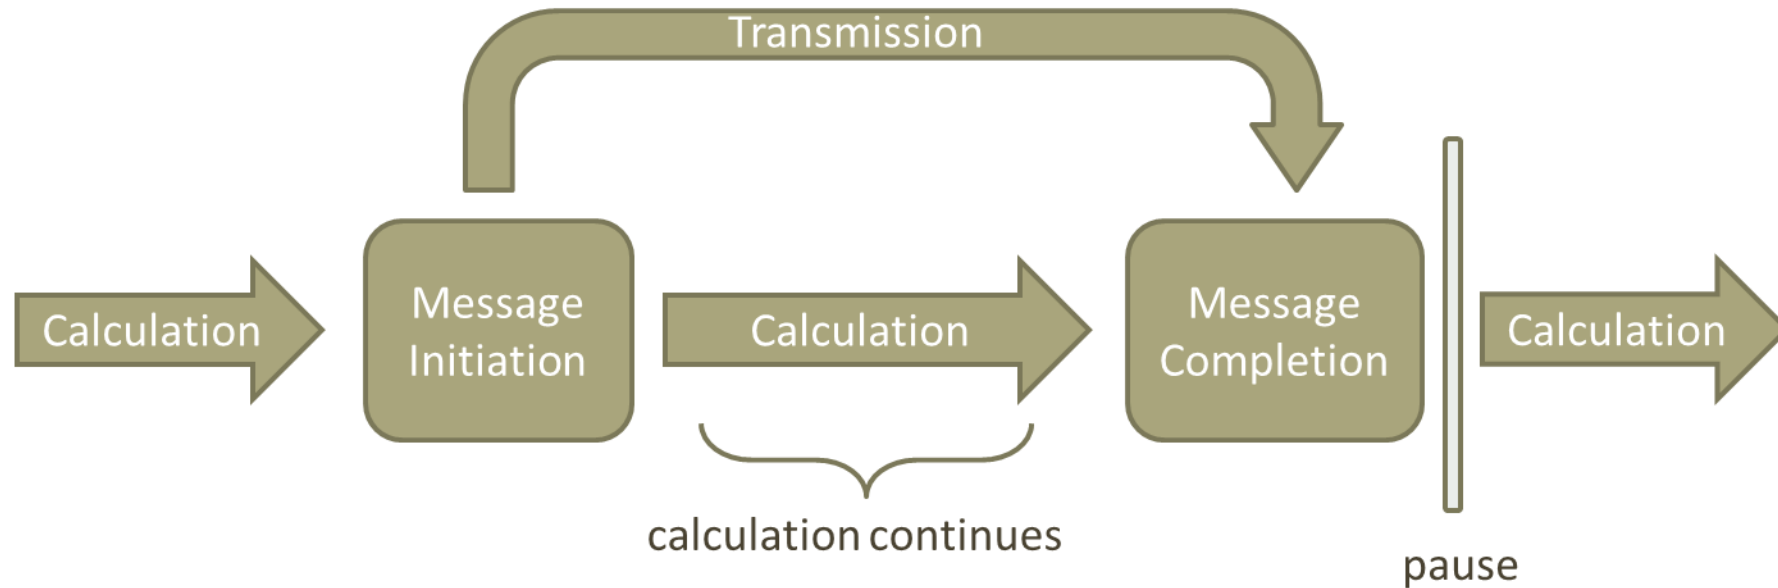 Transmission
Calculation
Message
Initiation
Calculation
Message
Completion
Calculation
calculation continues
pause